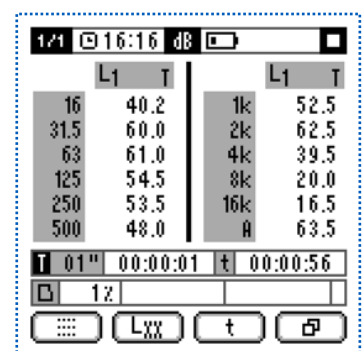 1/1 16:16 dB
L1 T L1 T
16 40.2 1k 52.5
31.5 60.0 2k 62.5
63 61.0 4k 39.5
125 54.5 8k 20.0
250 53.5 16k 16.5
500 48.0 A 63.5
T 01" 00:00:01 t 00:00:56
1%
Lxx t